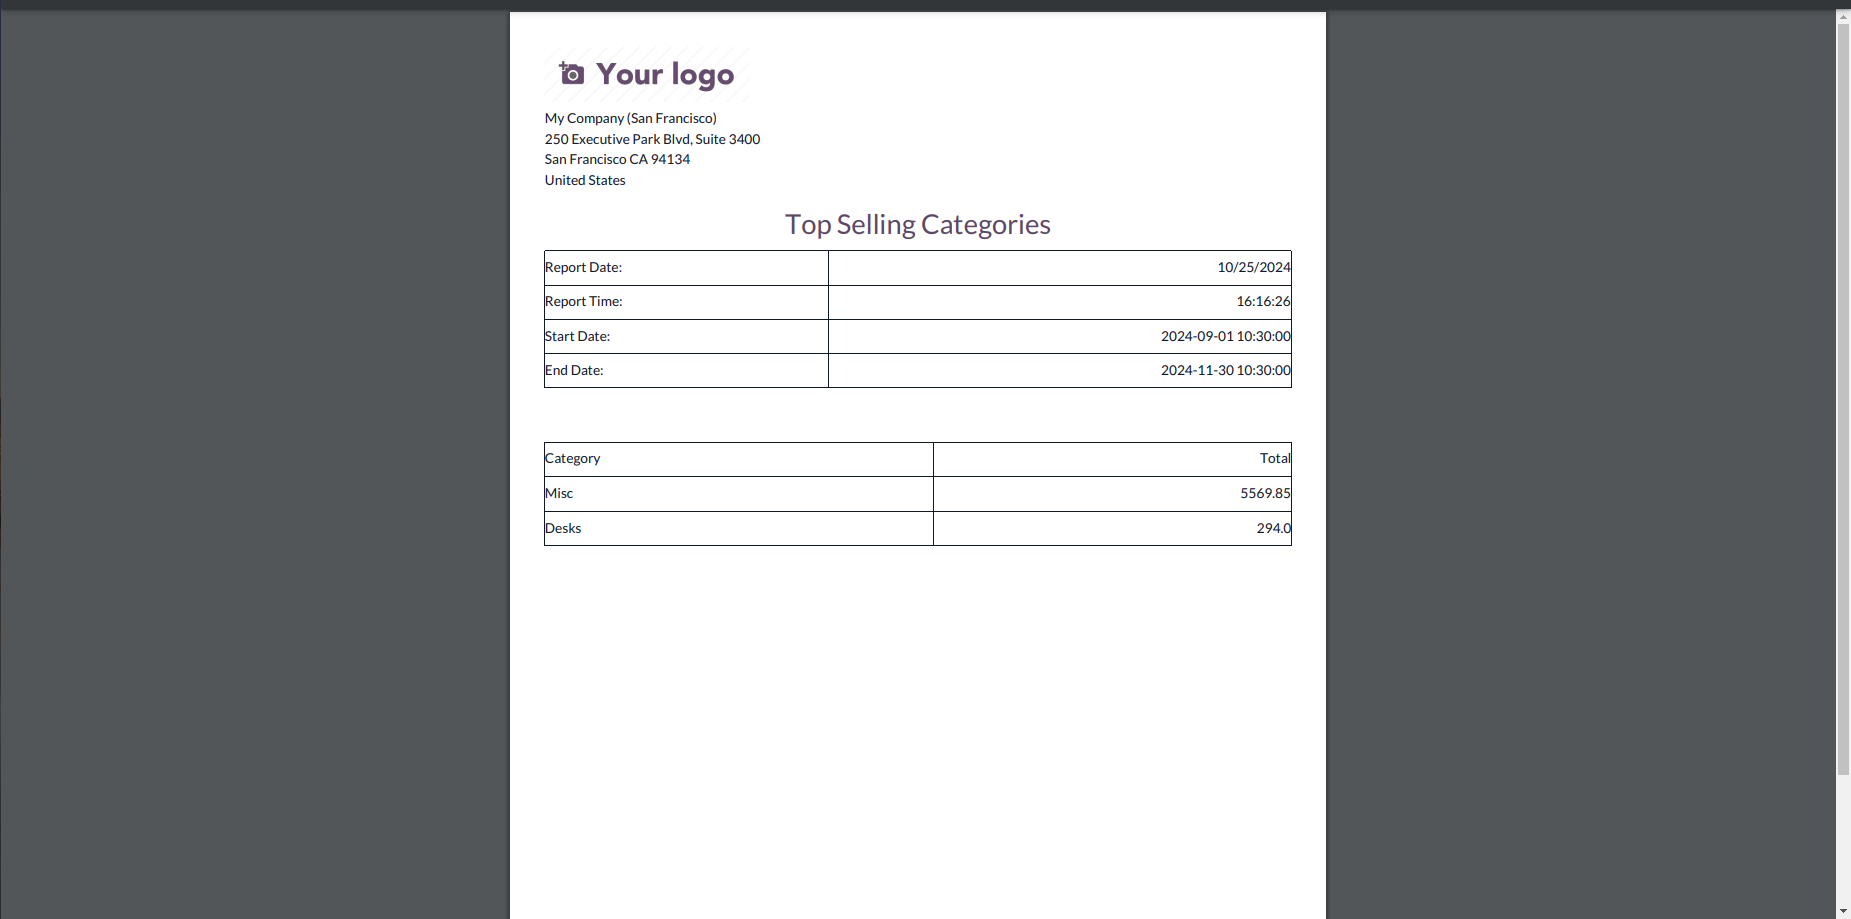 Your logo
My Company (San Francisco)
250 Executive Park Blvd, Suite 3400
San Francisco CA 94134
United States
Top Selling Categories
Report Date: 10/25/2024
Report Time: 16:16:26
Start Date: 2024-09-01 10:30:00
End Date: 2024-11-30 10:30:00
Category Total
Misc 5569.85
Desks 294.0